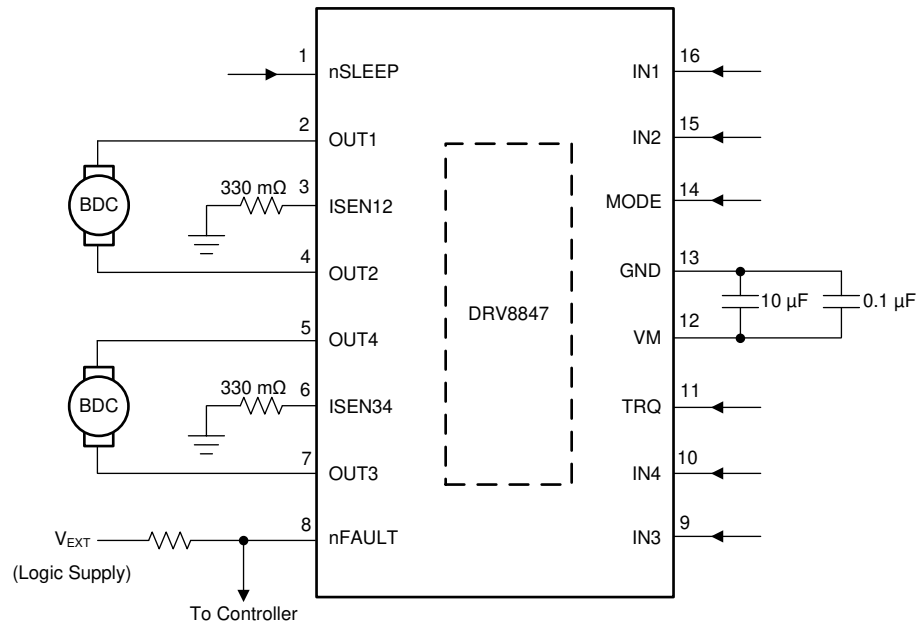 1
nSLEEP
2
OUT1
BDC
330 mΩ
3
ISEN12
4
OUT2
5
OUT4
BDC
330 mΩ
6
ISEN34
7
OUT3
V_EXT
(Logic Supply)
8
nFAULT
To Controller
DRV8847
16
IN1
15
IN2
14
MODE
13
GND
10 µF
0.1 µF
12
VM
11
TRQ
10
IN4
9
IN3